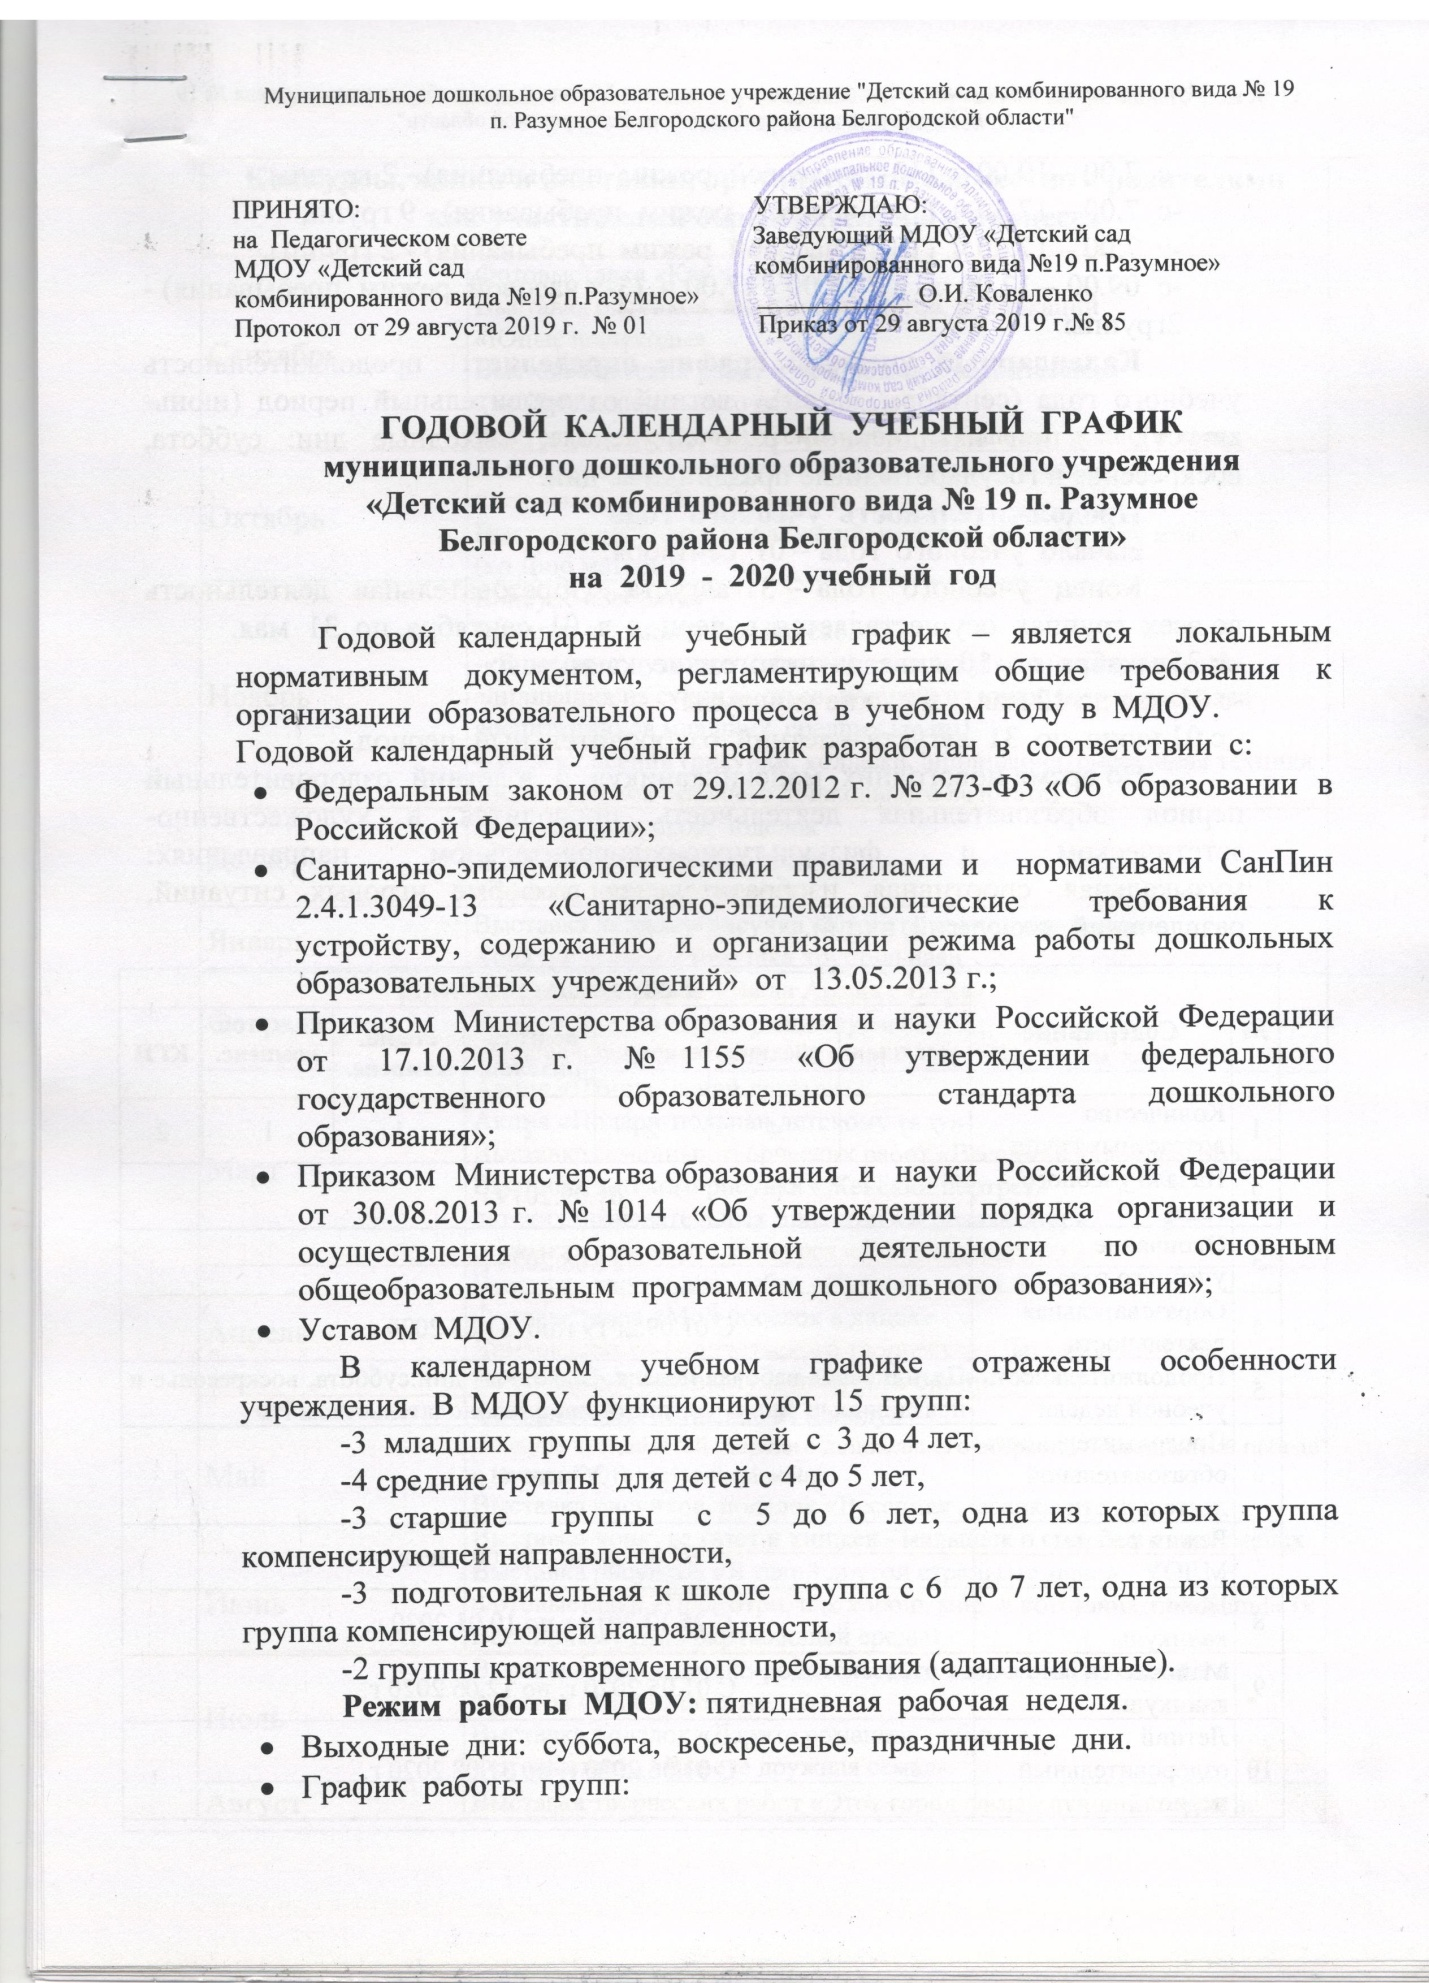 Муниципальное дошкольное образовательное учреждение "Детский сад комбинированного вида № 19
п. Разумное Белгородского района Белгородской области"
ПРИНЯТО:
на Педагогическом совете
МДОУ «Детский сад
комбинированного вида №19 п.Разумное»
Протокол от 29 августа 2019 г. № 01
УТВЕРЖДАЮ:
Заведующий МДОУ «Детский сад
комбинированного вида №19 п.Разумное»
____________ О.И. Коваленко
Приказ от 29 августа 2019 г.№ 85
ГОДОВОЙ КАЛЕНДАРНЫЙ УЧЕБНЫЙ ГРАФИК
муниципального дошкольного образовательного учреждения
«Детский сад комбинированного вида № 19 п. Разумное
Белгородского района Белгородской области»
на 2019 - 2020 учебный год
Годовой календарный учебный график – является локальным
нормативным документом, регламентирующим общие требования к
организации образовательного процесса в учебном году в МДОУ.
Годовой календарный учебный график разработан в соответствии с:
• Федеральным законом от 29.12.2012 г. № 273-ФЗ «Об образовании в
Российской Федерации»;
• Санитарно-эпидемиологическими правилами и нормативами СанПин
2.4.1.3049-13 «Санитарно-эпидемиологические требования к
устройству, содержанию и организации режима работы дошкольных
образовательных учреждений» от 13.05.2013 г.;
• Приказом Министерства образования и науки Российской Федерации
от 17.10.2013 г. № 1155 «Об утверждении федерального
государственного образовательного стандарта дошкольного
образования»;
• Приказом Министерства образования и науки Российской Федерации
от 30.08.2013 г. № 1014 «Об утверждении порядка организации и
осуществления образовательной деятельности по основным
общеобразовательным программам дошкольного образования»;
• Уставом МДОУ.
В календарном учебном графике отражены особенности
учреждения. В МДОУ функционируют 15 групп:
-3 младших группы для детей с 3 до 4 лет,
-4 средние группы для детей с 4 до 5 лет,
-3 старшие группы с 5 до 6 лет, одна из которых группа
компенсирующей направленности,
-3 подготовительная к школе группа с 6 до 7 лет, одна из которых
группа компенсирующей направленности,
-2 группы кратковременного пребывания (адаптационные).
Режим работы МДОУ: пятидневная рабочая неделя.
• Выходные дни: суббота, воскресенье, праздничные дни.
• График работы групп: